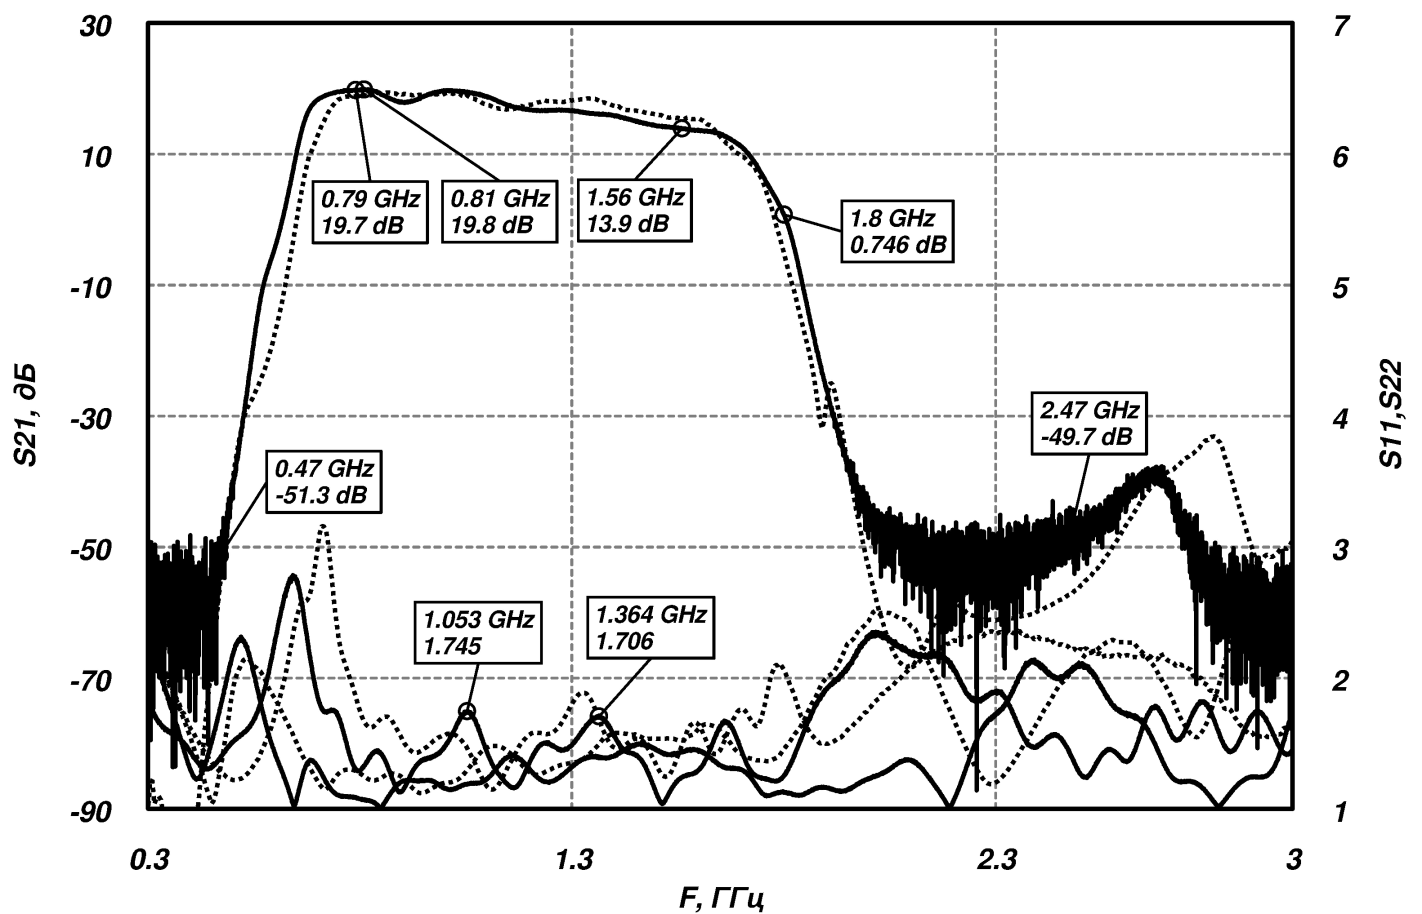 30
7
10
6
0.79 GHz
19.7 dB
0.81 GHz
19.8 dB
1.56 GHz
13.9 dB
1.8 GHz
0.746 dB
-10
5
S21, дБ
-30
4
2.47 GHz
-49.7 dB
S11,S22
0.47 GHz
-51.3 dB
-50
3
1.053 GHz
1.745
1.364 GHz
1.706
-70
2
-90
1
0.3
1.3
2.3
3
F, ГГц